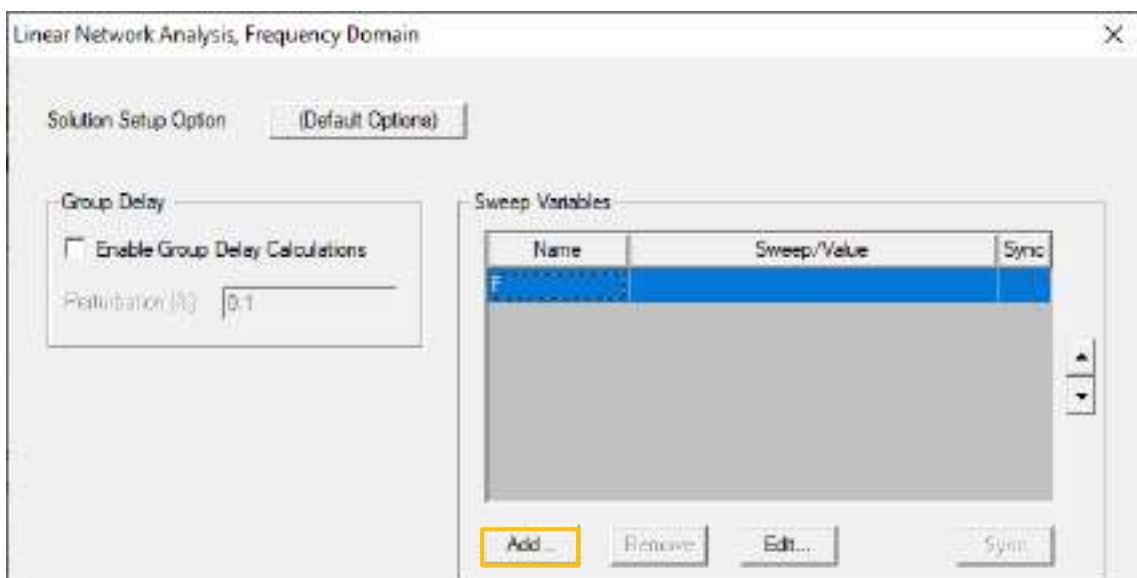 Linear Network Analysis, Frequency Domain
Solution Setup Option (Default Options)
Group Delay
Enable Group Delay Calculations
Perturbation (%) 0.1
Sweep Variables
Name Sweep/Value Sync
F
Add... Remove Edit... Sync